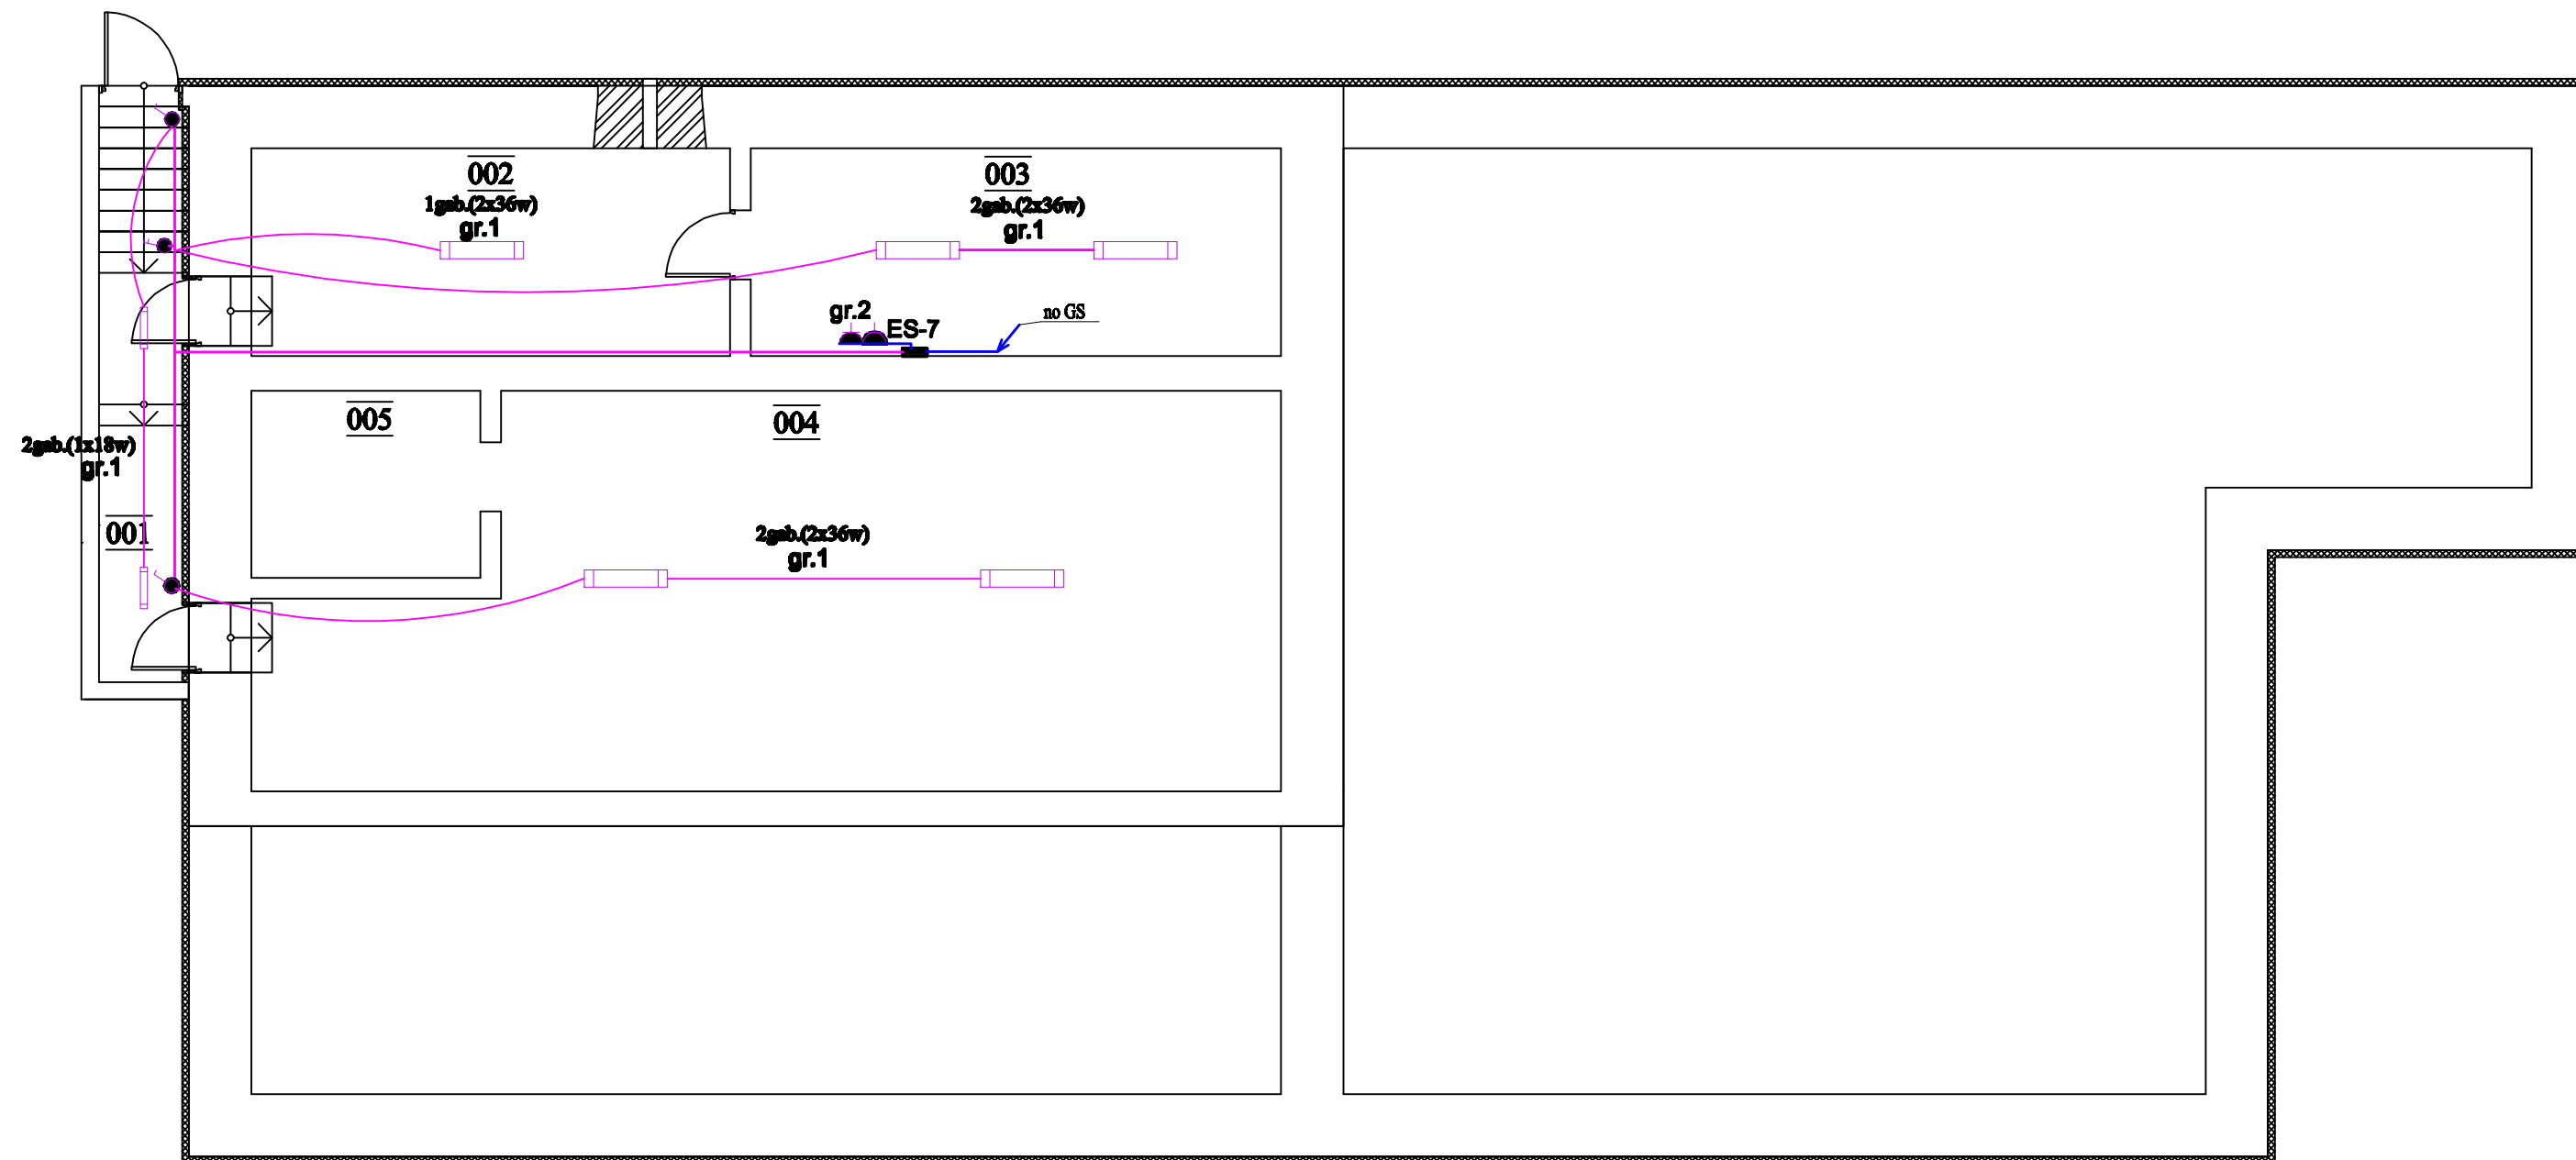 002
1gab.(2x36w)
gr.1
003
2gab.(2x36w)
gr.1
gr.2
ES-7
no GS
005
004
2gab.(1x18w)
gr.1
001
2gab.(2x36w)
gr.1